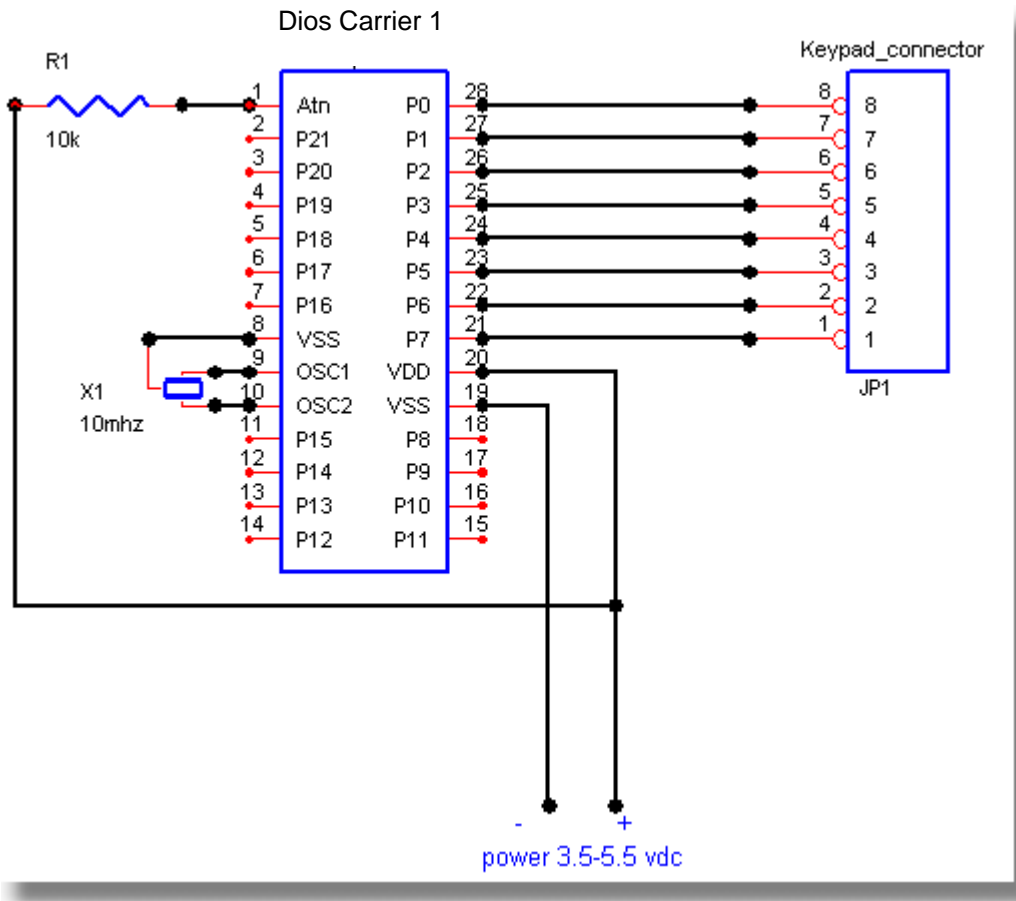 Dios Carrier 1
R1
10k
Keypad_connector
1 Atn P0 28
2 P21 P1 27
3 P20 P2 26
4 P19 P3 25
5 P18 P4 24
6 P17 P5 23
7 P16 P6 22
8 VSS P7 21
9 OSC1 VDD 20
10 OSC2 VSS 19
11 P15 P8 18
12 P14 P9 17
13 P13 P10 16
14 P12 P11 15
8 8
7 7
6 6
5 5
4 4
3 3
2 2
1 1
JP1
X1
10mhz
- +
power 3.5-5.5 vdc